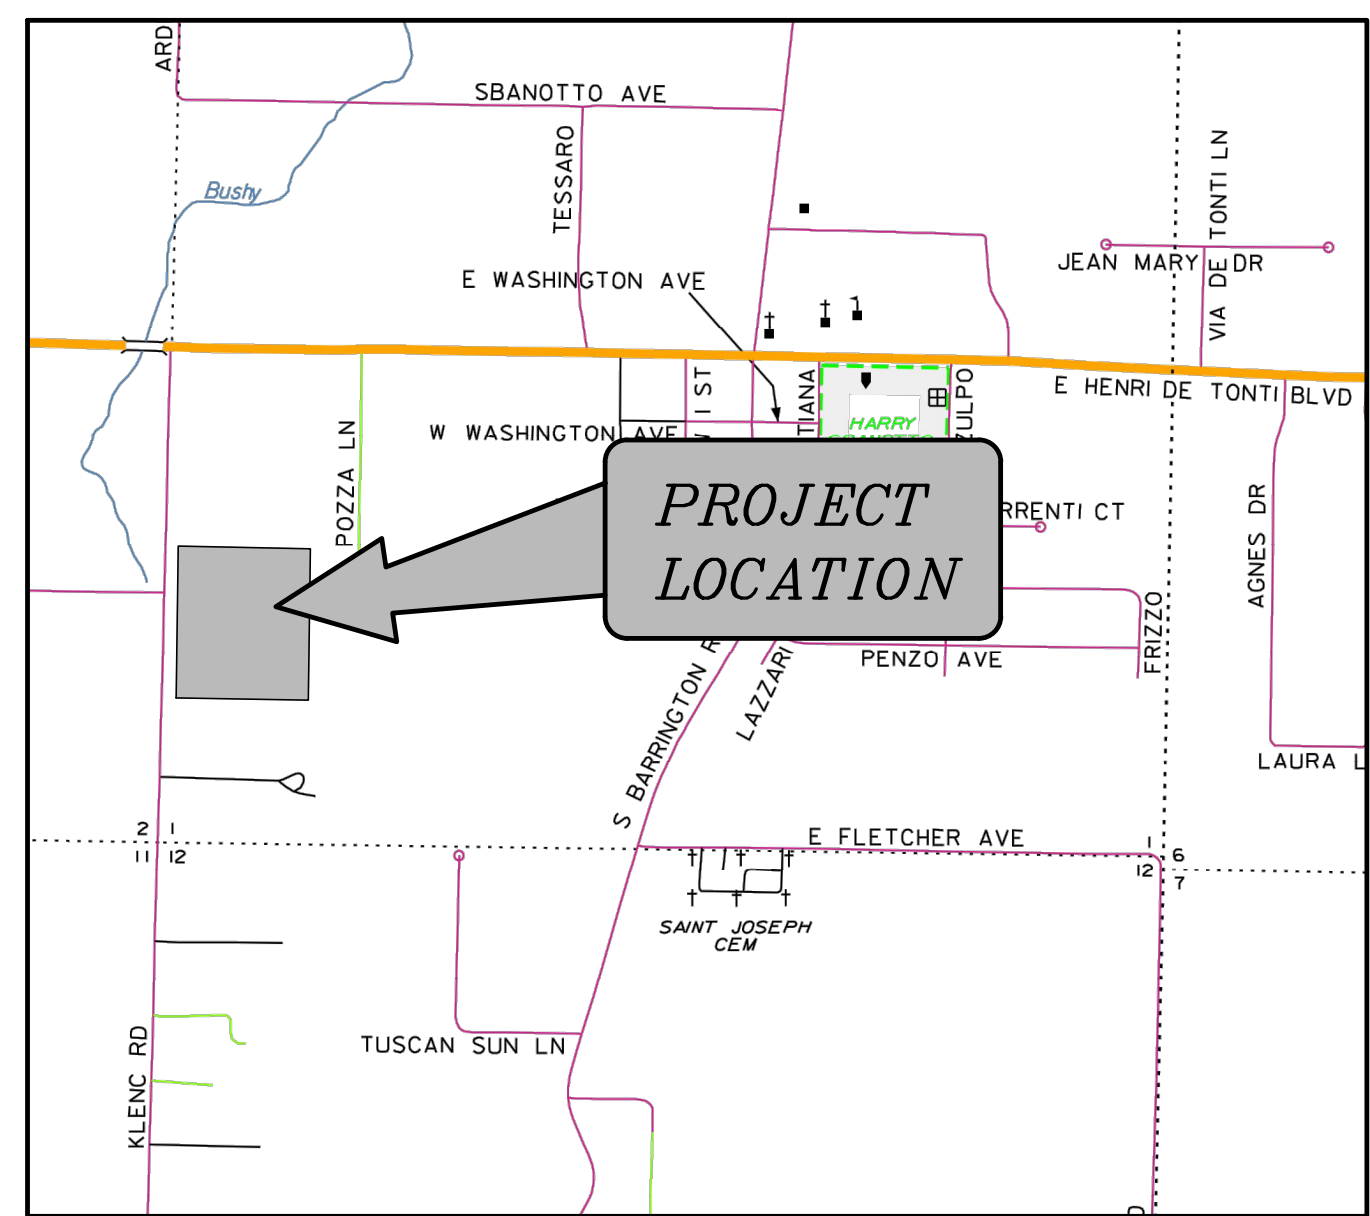 ARD
SBANOTTO AVE
TESSARO
Bushy
TONTI LN
VIA DE
JEAN MARY DR
E WASHINGTON AVE
E HENRI DE TONTI BLVD
I ST
TIANA
ZULPO
HARRY
W WASHINGTON AVE
POZZA LN
PROJECT
LOCATION
RRENTI CT
AGNES DR
FRIZZO
PENZO AVE
LAZZARI
S BARRINGTON R
LAURA L
2 1
11 12
E FLETCHER AVE
1 6
12 7
SAINT JOSEPH
CEM
TUSCAN SUN LN
KLENC RD
D